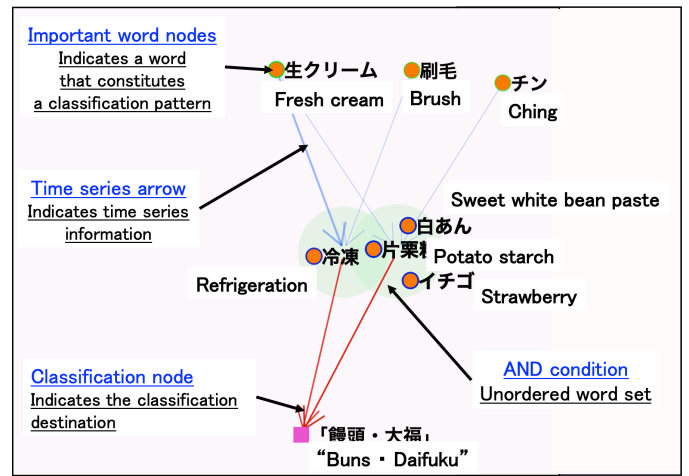 Important word nodes
Indicates a word
that constitutes
a classification pattern
生クリーム
Fresh cream
刷毛
Brush
チン
Ching
Time series arrow
Indicates time series
information
Sweet white bean paste
白あん
冷凍
片栗粉
Potato starch
Refrigeration
イチゴ
Strawberry
Classification node
Indicates the classification
destination
AND condition
Unordered word set
「饅頭・大福」
“Buns・Daifuku”